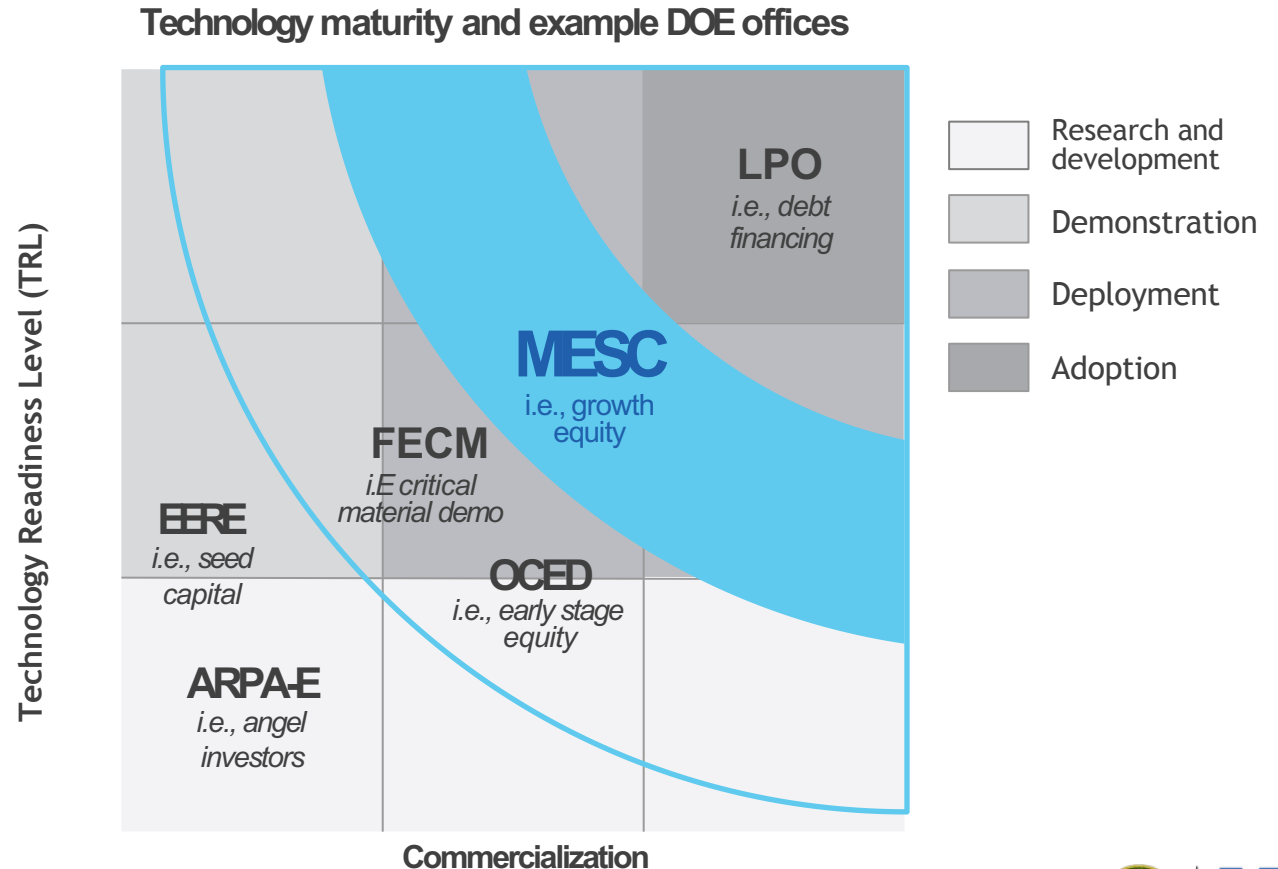 Technology maturity and example DOE offices
Technology Readiness Level (TRL)
LPO
i.e., debt
financing
MESC
i.e., growth
equity
FECM
i.E critical
material demo
EERE
i.e., seed
capital
OCED
i.e., early stage
equity
ARPA-E
i.e., angel
investors
Commercialization
Research and
development
Demonstration
Deployment
Adoption